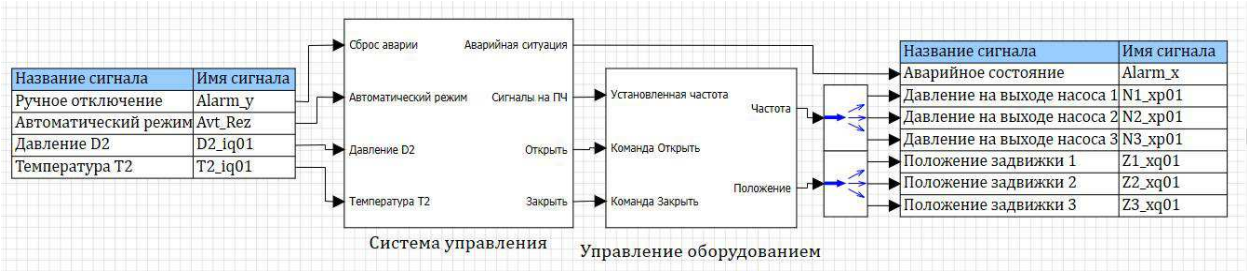 Название сигнала Имя сигнала
Ручное отключение Alarm_y
Автоматический режим Avt_Rez
Давление D2 D2_iq01
Температура T2 T2_iq01
Сброс аварии Аварийная ситуация
Автоматический режим Сигналы на ПЧ
Давление D2 Открыть
Температура T2 Закрыть
Система управления
Установленная частота
Частота
Команда Открыть
Положение
Команда Закрыть
Управление оборудованием
Название сигнала Имя сигнала
Аварийное состояние Alarm_x
Давление на выходе насоса 1 N1_xp01
Давление на выходе насоса 2 N2_xp01
Давление на выходе насоса 3 N3_xp01
Положение задвижки 1 Z1_xq01
Положение задвижки 2 Z2_xq01
Положение задвижки 3 Z3_xq01